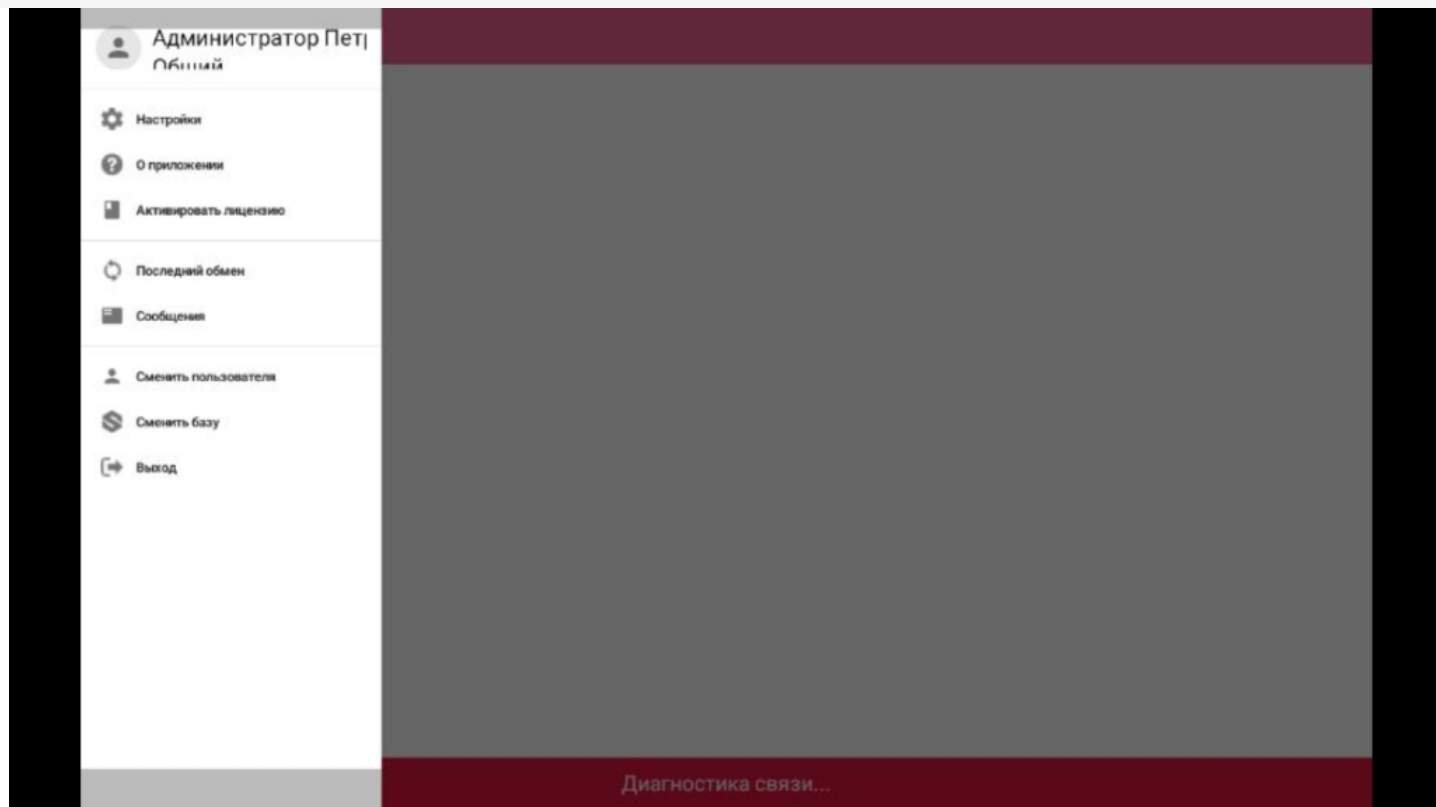 Администратор Пет
Общий
Настройки
О приложении
Активировать лицензию
Последний обмен
Сообщения
Сменить пользователя
Сменить базу
Выход
Диагностика связи...